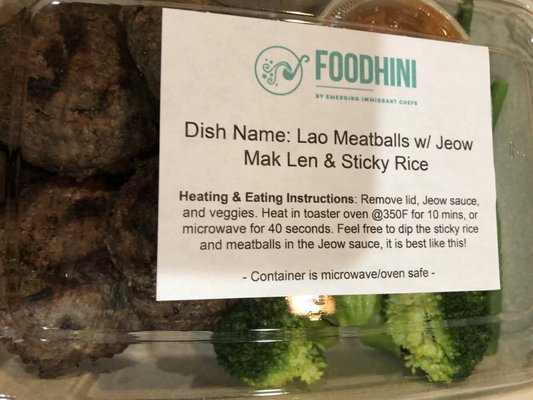 FOODHINI
BY EMERGING IMMIGRANT CHEFS
Dish Name: Lao Meatballs w/ Jeow
Mak Len & Sticky Rice
Heating & Eating Instructions: Remove lid, Jeow sauce,
and veggies. Heat in toaster oven @350F for 10 mins, or
microwave for 40 seconds. Feel free to dip the sticky rice
and meatballs in the Jeow sauce, it is best like this!
- Container is microwave/oven safe -